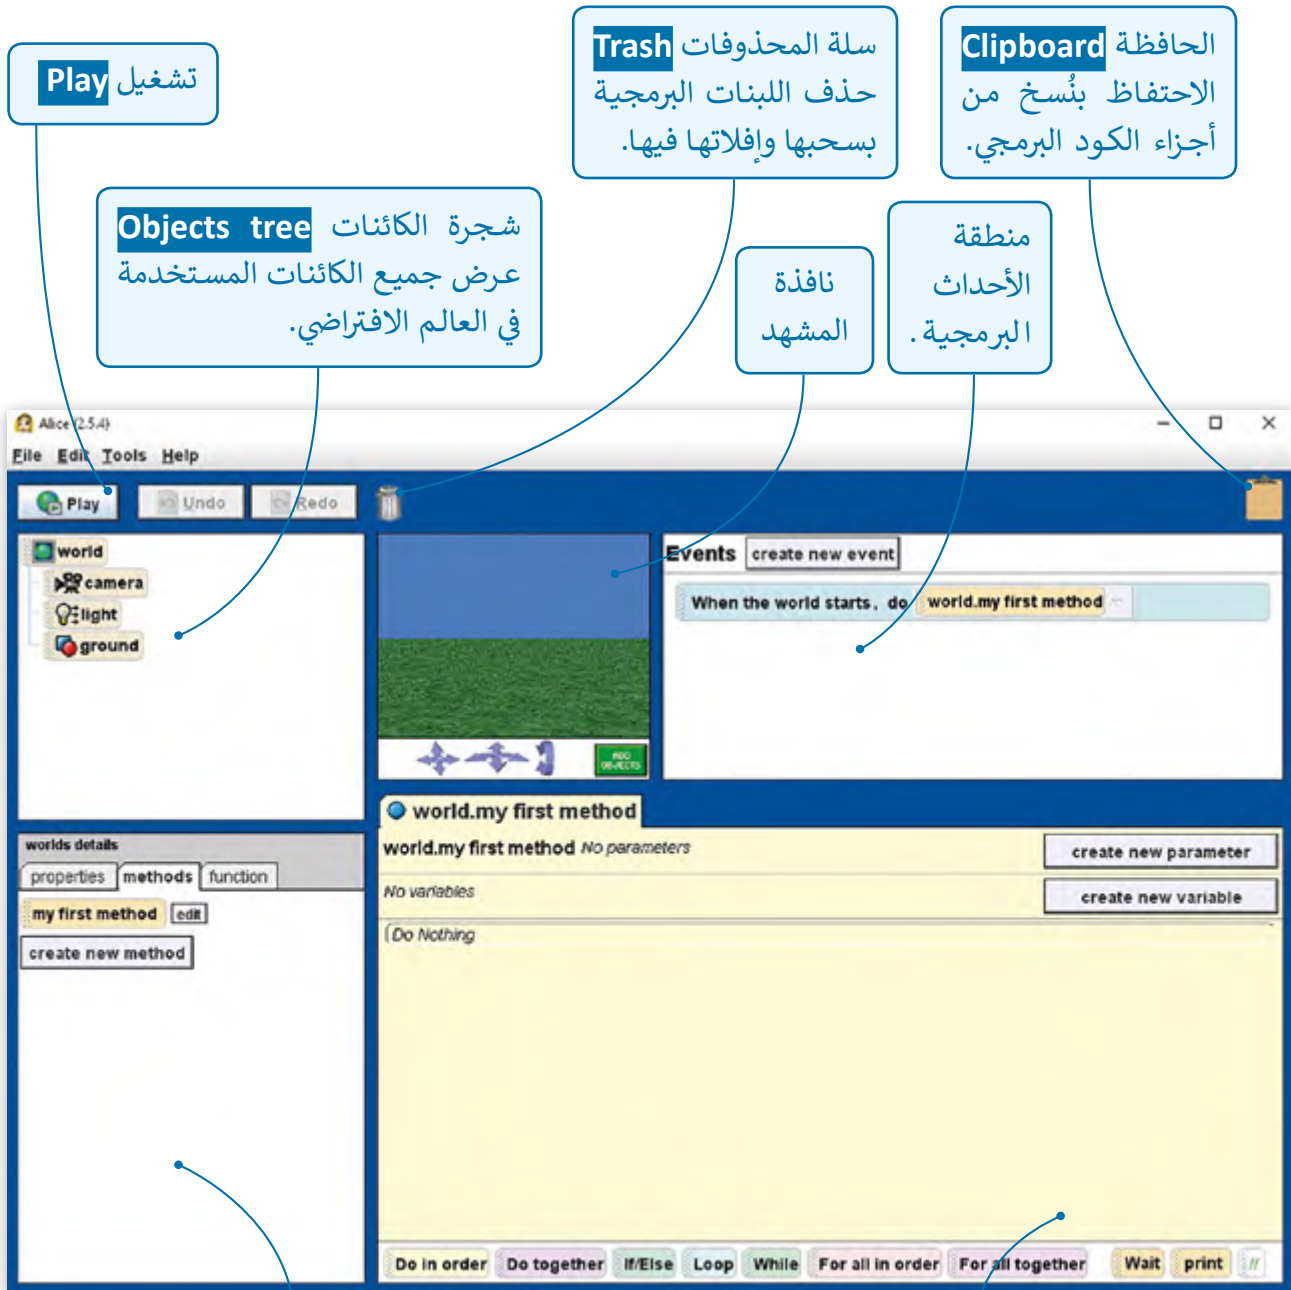 الحافظة Clipboard
الاحتفاظ بنُسخ من
أجزاء الكود البرمجي.
سلة المحذوفات Trash
حذف اللبنات البرمجية
بسحبها وإفلاتها فيها.
تشغيل Play
شجرة الكائنات Objects tree
عرض جميع الكائنات المستخدمة
في العالم الافتراضي.
منطقة
الأحداث
البرمجية.
نافذة
المشهد
Alice (2.5.4)
File Edit Tools Help
Play Undo Redo
world
camera
light
ground
ADD
OBJECTS
Events create new event
When the world starts, do world.my first method
world.my first method
world.my first method No parameters create new parameter
No variables create new variable
Do Nothing
worlds details
properties methods function
my first method edit
create new method
Do in order Do together If/Else Loop While For all in order For all together Wait print //